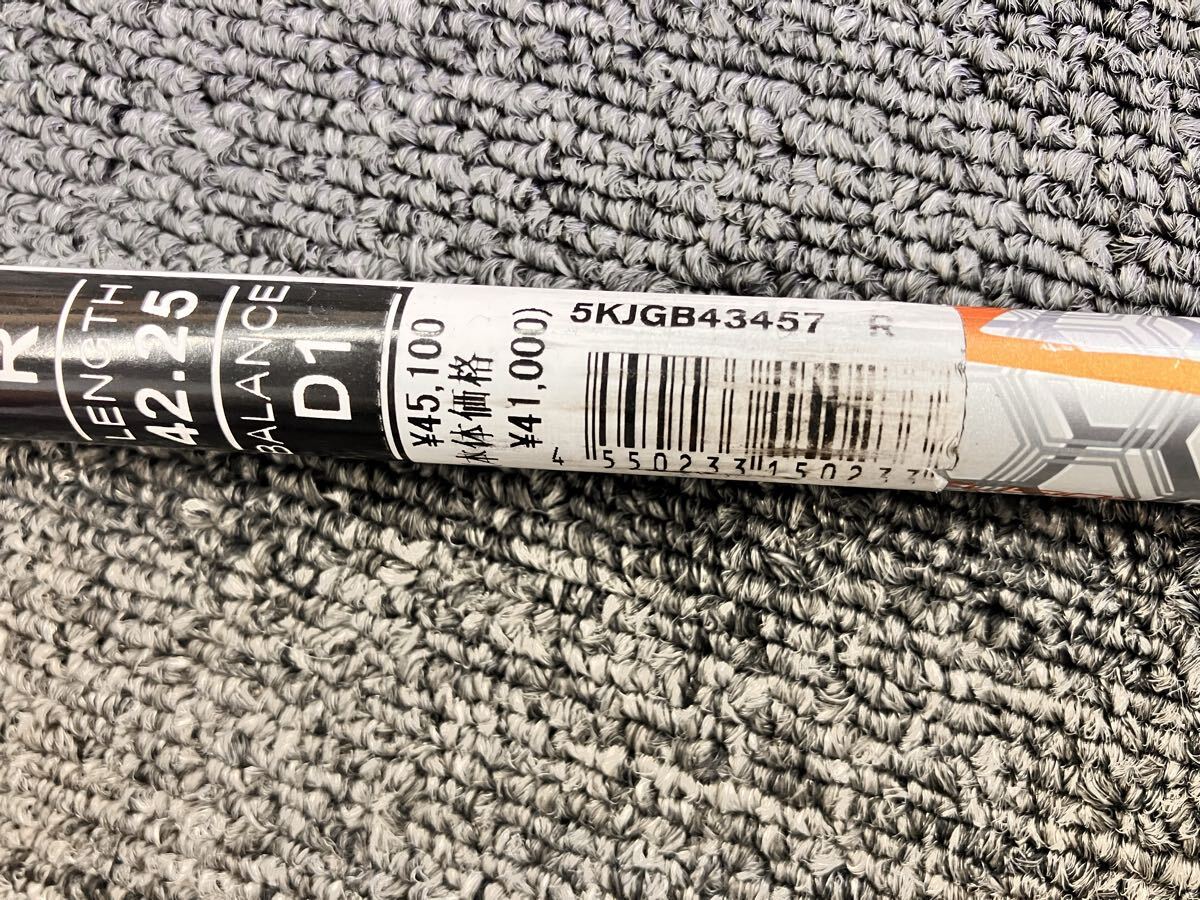 R
LENGTH
42.25
BALANCE
D1
¥45,100
本体価格
¥41,000)
5KJGB43457 R
4 550233 150233